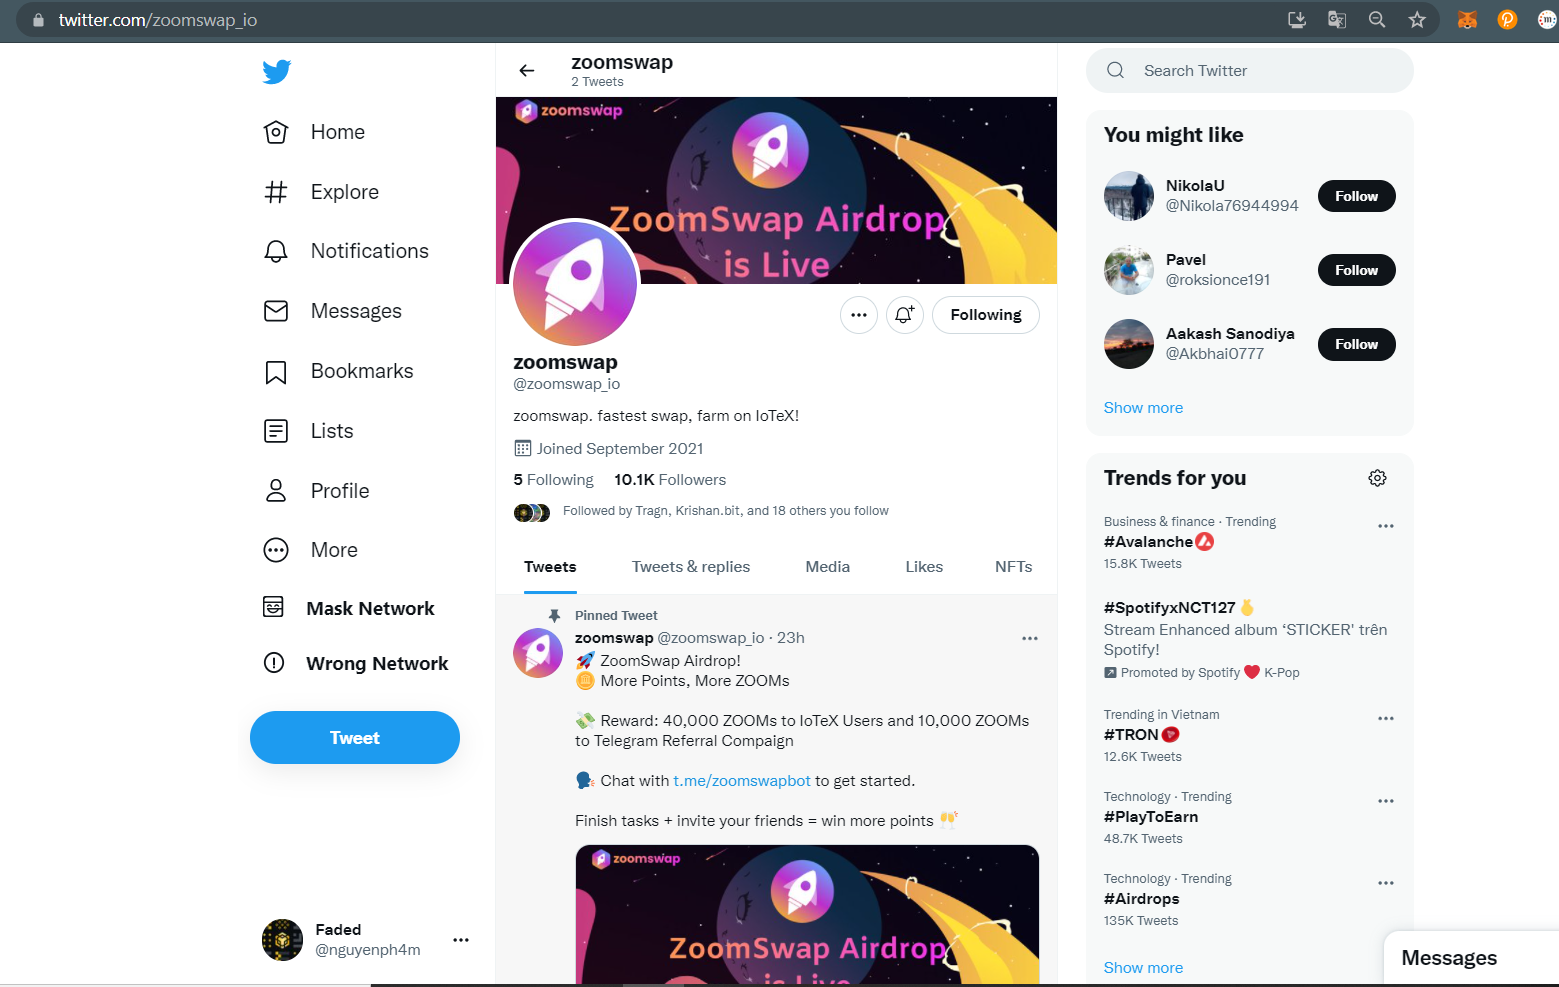 twitter.com/zoomswap_io
Home
Explore
Notifications
Messages
Bookmarks
Lists
Profile
More
Mask Network
Wrong Network
Tweet
Faded
@nguyenph4m
zoomswap
2 Tweets
zoomswap
ZoomSwap Airdrop
is Live
Following
zoomswap
@zoomswap_io
zoomswap. fastest swap, farm on IoTeX!
Joined September 2021
5 Following 10.1K Followers
Followed by Tragn, Krishan.bit, and 18 others you follow
Tweets Tweets & replies Media Likes NFTs
Pinned Tweet
zoomswap @zoomswap_io · 23h
🚀 ZoomSwap Airdrop!
🪙 More Points, More ZOOMs
💸 Reward: 40,000 ZOOMs to IoTeX Users and 10,000 ZOOMs
to Telegram Referral Compaign
🗣 Chat with t.me/zoomswapbot to get started.
Finish tasks + invite your friends = win more points 🥂
zoomswap
ZoomSwap Airdrop
is Live
Search Twitter
You might like
NikolaU
@Nikola76944994
Follow
Pavel
@roksionce191
Follow
Aakash Sanodiya
@Akbhai0777
Follow
Show more
Trends for you
Business & finance · Trending
#Avalanche
15.8K Tweets
#SpotifyxNCT127
Stream Enhanced album ‘STICKER' trên
Spotify!
Promoted by Spotify ❤️ K-Pop
Trending in Vietnam
#TRON
12.6K Tweets
Technology · Trending
#PlayToEarn
48.7K Tweets
Technology · Trending
#Airdrops
135K Tweets
Show more
Messages